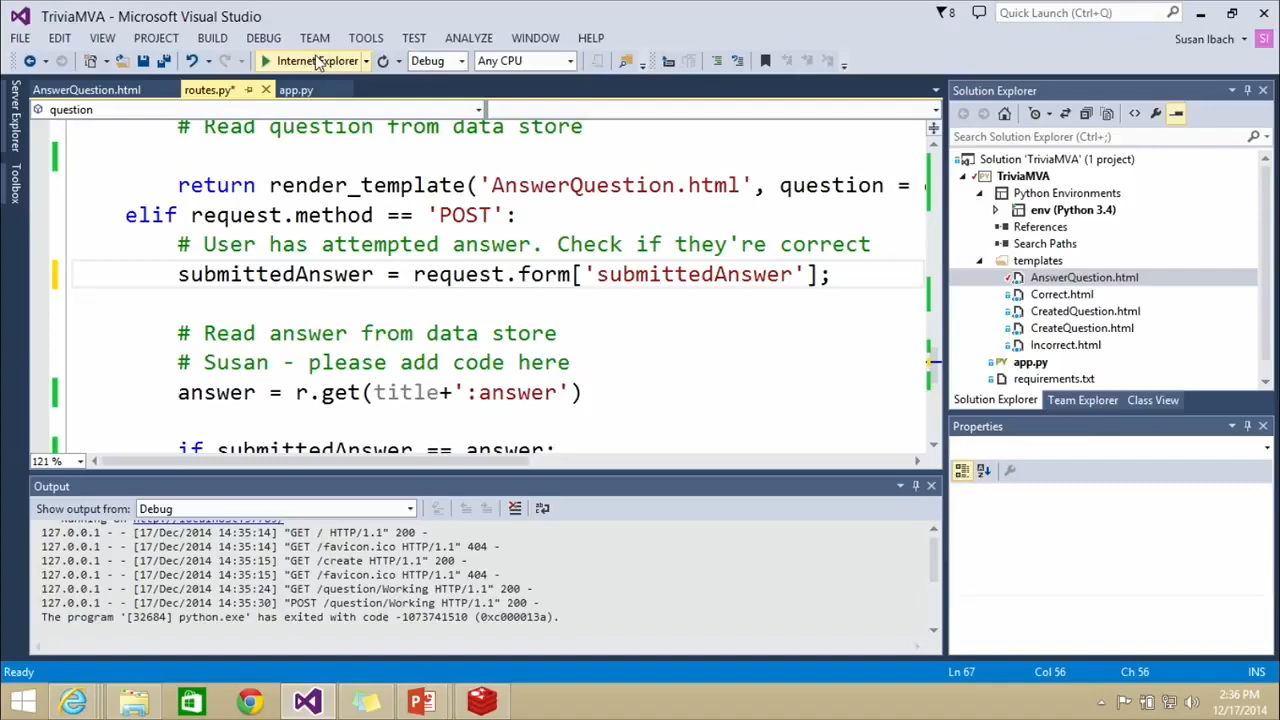 TriviaMVA - Microsoft Visual Studio
8
Quick Launch (Ctrl+Q)
FILE EDIT VIEW PROJECT BUILD DEBUG TEAM TOOLS TEST ANALYZE WINDOW HELP
Susan Ibach
SI
Internet Explorer
Debug
Any CPU
Server Explorer
Toolbox
AnswerQuestion.html
routes.py*
app.py
question
# Read question from data store
return render_template('AnswerQuestion.html', question =
elif request.method == 'POST':
# User has attempted answer. Check if they're correct
submittedAnswer = request.form['submittedAnswer'];
# Read answer from data store
# Susan - please add code here
answer = r.get(title+':answer')
if submittedAnswer == answer:
121 %
Output
Show output from: Debug
127.0.0.1 - - [17/Dec/2014 14:35:14] "GET / HTTP/1.1" 200 -
127.0.0.1 - - [17/Dec/2014 14:35:14] "GET /favicon.ico HTTP/1.1" 404 -
127.0.0.1 - - [17/Dec/2014 14:35:15] "GET /create HTTP/1.1" 200 -
127.0.0.1 - - [17/Dec/2014 14:35:15] "GET /favicon.ico HTTP/1.1" 404 -
127.0.0.1 - - [17/Dec/2014 14:35:24] "GET /question/Working HTTP/1.1" 200 -
127.0.0.1 - - [17/Dec/2014 14:35:30] "POST /question/Working HTTP/1.1" 200 -
The program '[32684] python.exe' has exited with code -1073741510 (0xc000013a).
Solution Explorer
Search Solution Explorer (Ctrl+;)
Solution 'TriviaMVA' (1 project)
TriviaMVA
Python Environments
env (Python 3.4)
References
Search Paths
templates
AnswerQuestion.html
Correct.html
CreatedQuestion.html
CreateQuestion.html
Incorrect.html
app.py
requirements.txt
Solution Explorer Team Explorer Class View
Properties
Ready
Ln 67
Col 56
Ch 56
INS
2:36 PM
12/17/2014